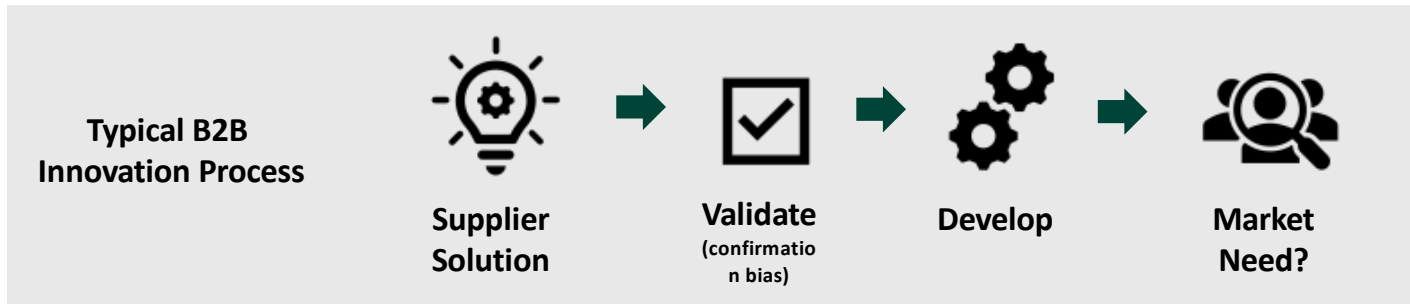 Typical B2B
Innovation Process
Supplier
Solution
Validate
(confirmatio
n bias)
Develop
Market
Need?